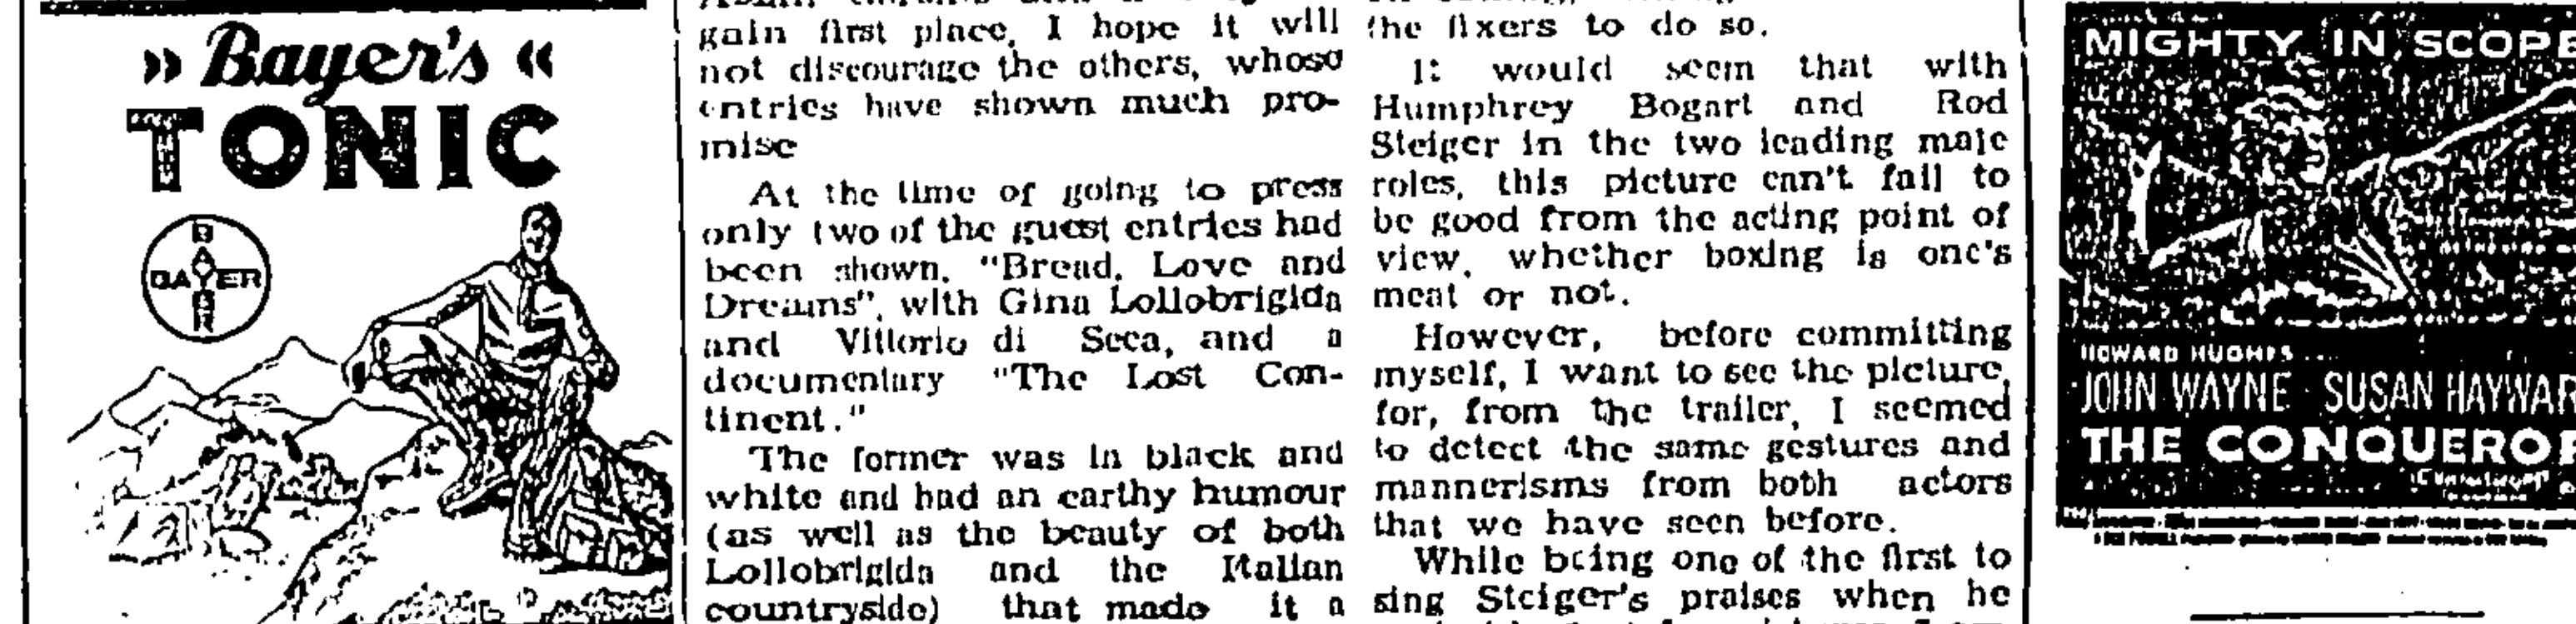 » Bayer's «
TONIC
BAYER
BAYER
gain first place, I hope it will
not discourage the others, whose
entries have shown much pro-
mise
At the time of going to press
only two of the guest entries had
been shown. "Bread, Love and
Dreams", with Gina Lollobrigida
and Vittorio di Seca, and a
documentary "The Lost Con-
tinent."
The former was in black and
white and had an earthy humour
(as well as the beauty of both
Lollobrigida and the Italian
countryside) that made it a
the fixers to do so.
It would seem that with
Humphrey Bogart and Rod
Steiger in the two leading male
roles, this picture can't fail to
be good from the acting point of
view, whether boxing is one's
meat or not.
However, before committing
myself, I want to see the picture,
for, from the trailer, I seemed
to detect the same gestures and
mannerisms from both actors
that we have seen before.
While being one of the first to
sing Steiger's praises when he
MIGHTY IN SCOPE
HOWARD HUGHES
JOHN WAYNE SUSAN HAYWAR
THE CONQUEROR